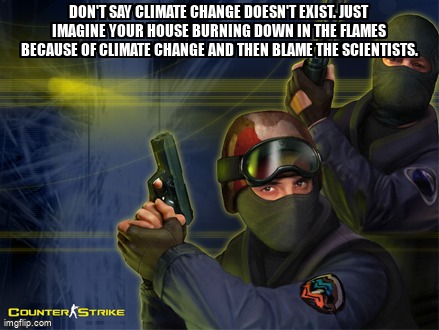 DON'T SAY CLIMATE CHANGE DOESN'T EXIST. JUST
IMAGINE YOUR HOUSE BURNING DOWN IN THE FLAMES
BECAUSE OF CLIMATE CHANGE AND THEN BLAME THE SCIENTISTS.
COUNTER STRIKE
imgflip.com